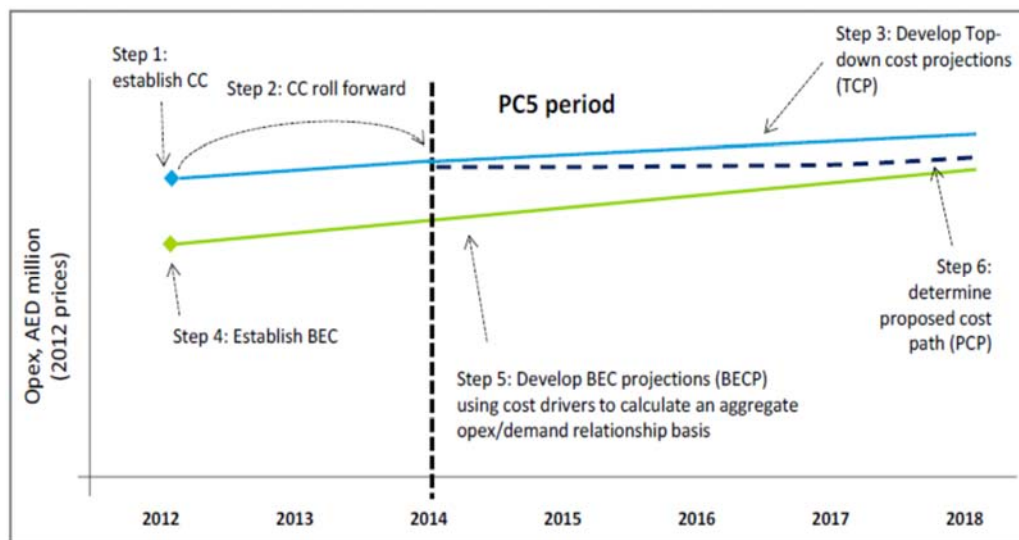 Step 1:
establish CC
Step 2: CC roll forward
PC5 period
Step 3: Develop Top-
down cost projections
(TCP)
Opex, AED million
(2012 prices)
Step 4: Establish BEC
Step 5: Develop BEC projections (BECP)
using cost drivers to calculate an aggregate
opex/demand relationship basis
Step 6:
determine
proposed cost
path (PCP)
2012 2013 2014 2015 2016 2017 2018